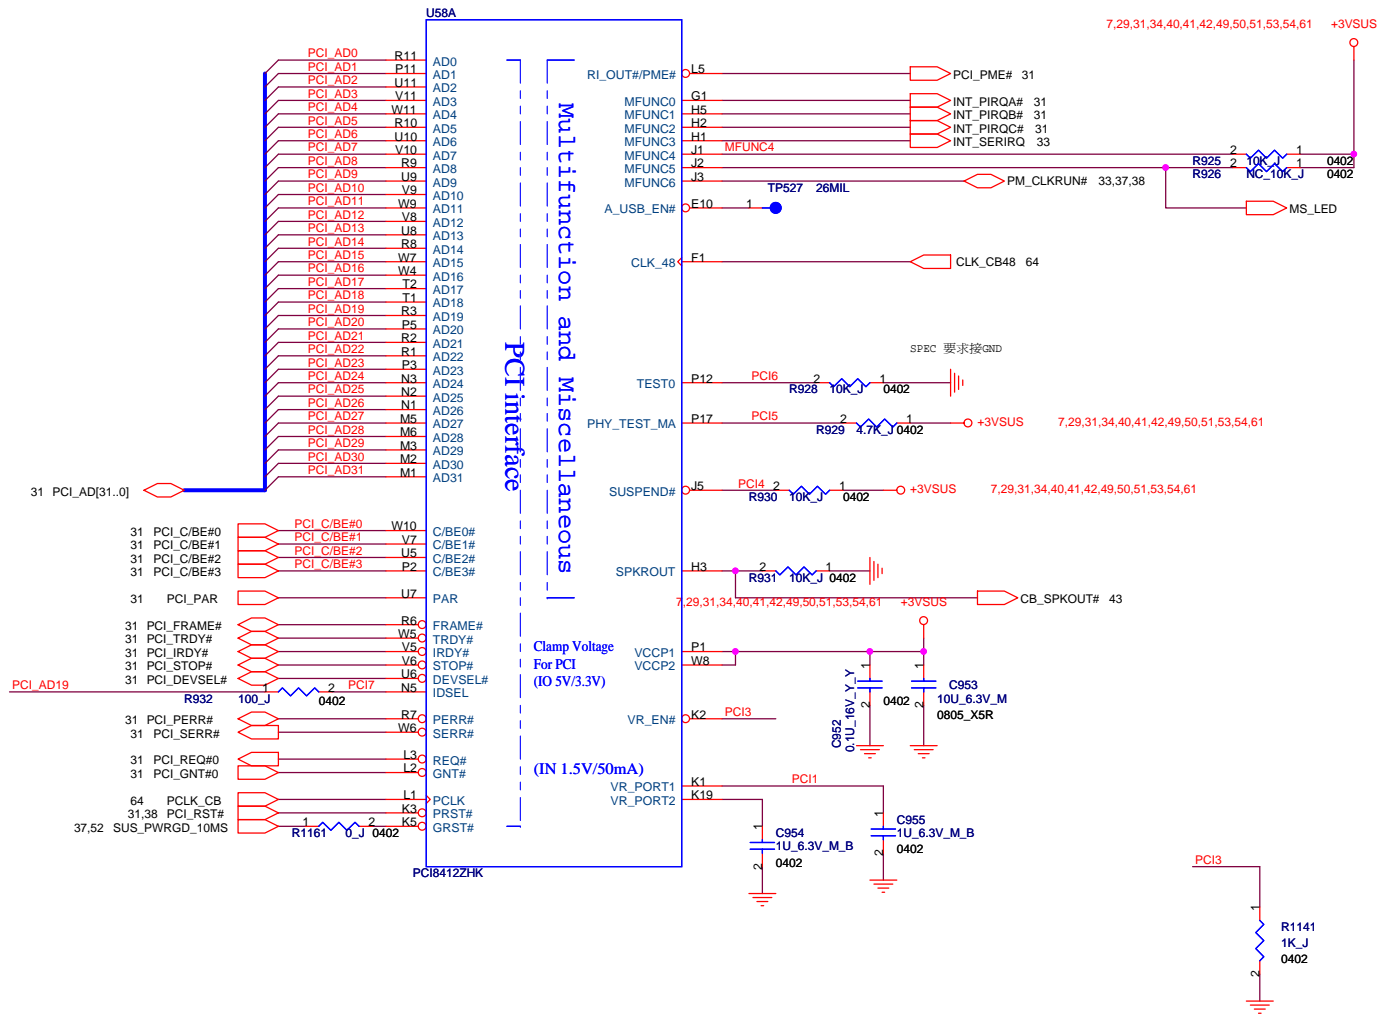 U58A
7,29,31,34,40,41,42,49,50,51,53,54,61 +3VSUS
PCI_AD0 R11 AD0
PCI_AD1 P11 AD1
PCI_AD2 U11 AD2
PCI_AD3 V11 AD3
PCI_AD4 W11 AD4
PCI_AD5 R10 AD5
PCI_AD6 U10 AD6
PCI_AD7 V10 AD7
PCI_AD8 R9 AD8
PCI_AD9 U9 AD9
PCI_AD10 V9 AD10
PCI_AD11 W9 AD11
PCI_AD12 V8 AD12
PCI_AD13 U8 AD13
PCI_AD14 R8 AD14
PCI_AD15 W7 AD15
PCI_AD16 W4 AD16
PCI_AD17 T2 AD17
PCI_AD18 T1 AD18
PCI_AD19 R3 AD19
PCI_AD20 P5 AD20
PCI_AD21 R2 AD21
PCI_AD22 R1 AD22
PCI_AD23 P3 AD23
PCI_AD24 N3 AD24
PCI_AD25 N2 AD25
PCI_AD26 N1 AD26
PCI_AD27 M5 AD27
PCI_AD28 M6 AD28
PCI_AD29 M3 AD29
PCI_AD30 M2 AD30
PCI_AD31 M1 AD31
31 PCI_AD[31..0]
31 PCI_C/BE#0 PCI_C/BE#0 W10 C/BE0#
31 PCI_C/BE#1 PCI_C/BE#1 V7 C/BE1#
31 PCI_C/BE#2 PCI_C/BE#2 U5 C/BE2#
31 PCI_C/BE#3 PCI_C/BE#3 P2 C/BE3#
31 PCI_PAR U7 PAR
31 PCI_FRAME# R6 FRAME#
31 PCI_TRDY# W5 TRDY#
31 PCI_IRDY# V5 IRDY#
31 PCI_STOP# V6 STOP#
31 PCI_DEVSEL# U6 DEVSEL#
PCI_AD19 R932 1 100_J 2 0402 PCI7 N5 IDSEL
31 PCI_PERR# R7 PERR#
31 PCI_SERR# W6 SERR#
31 PCI_REQ#0 L3 REQ#
31 PCI_GNT#0 L2 GNT#
64 PCLK_CB L1 PCLK
31,38 PCI_RST# K3 PRST#
37,52 SUS_PWRGD_10MS 1 R1161 0_J 2 0402 K5 GRST#
PCI8412ZHK
PCI interface
Multifunction and Miscellaneous
Clamp Voltage
For PCI
(IO 5V/3.3V)
(IN 1.5V/50mA)
RI_OUT#/PME# L5 PCI_PME# 31
MFUNC0 G1 INT_PIRQA# 31
MFUNC1 H5 INT_PIRQB# 31
MFUNC2 H2 INT_PIRQC# 31
MFUNC3 H1 INT_SERIRQ 33
MFUNC4 J1 MFUNC4 R925 2 10K_J 1 0402
MFUNC5 J2 R926 2 NC_10K_J 1 0402
MFUNC6 J3 PM_CLKRUN# 33,37,38
MS_LED
TP527 26MIL
A_USB_EN# E10 1
CLK_48 F1 CLK_CB48 64
SPEC 要求接GND
TEST0 P12 PCI6 R928 2 10K_J 1 0402
PHY_TEST_MA P17 PCI5 R929 2 4.7K_J 1 0402 +3VSUS 7,29,31,34,40,41,42,49,50,51,53,54,61
SUSPEND# J5 PCI4 R930 2 10K_J 1 0402 +3VSUS 7,29,31,34,40,41,42,49,50,51,53,54,61
SPKROUT H3 R931 2 10K_J 1 0402
CB_SPKOUT# 43
7,29,31,34,40,41,42,49,50,51,53,54,61 +3VSUS
VCCP1 P1
VCCP2 W8
C952 0.1U_16V_Y_Y 1 2 0402
C953 1 2
10U_6.3V_M
0805_X5R
VR_EN# K2 PCI3
VR_PORT1 K1 PCI1
VR_PORT2 K19
C954 1 2
1U_6.3V_M_B
0402
C955 1 2
1U_6.3V_M_B
0402
PCI3
1
R1141
1K_J
0402
2